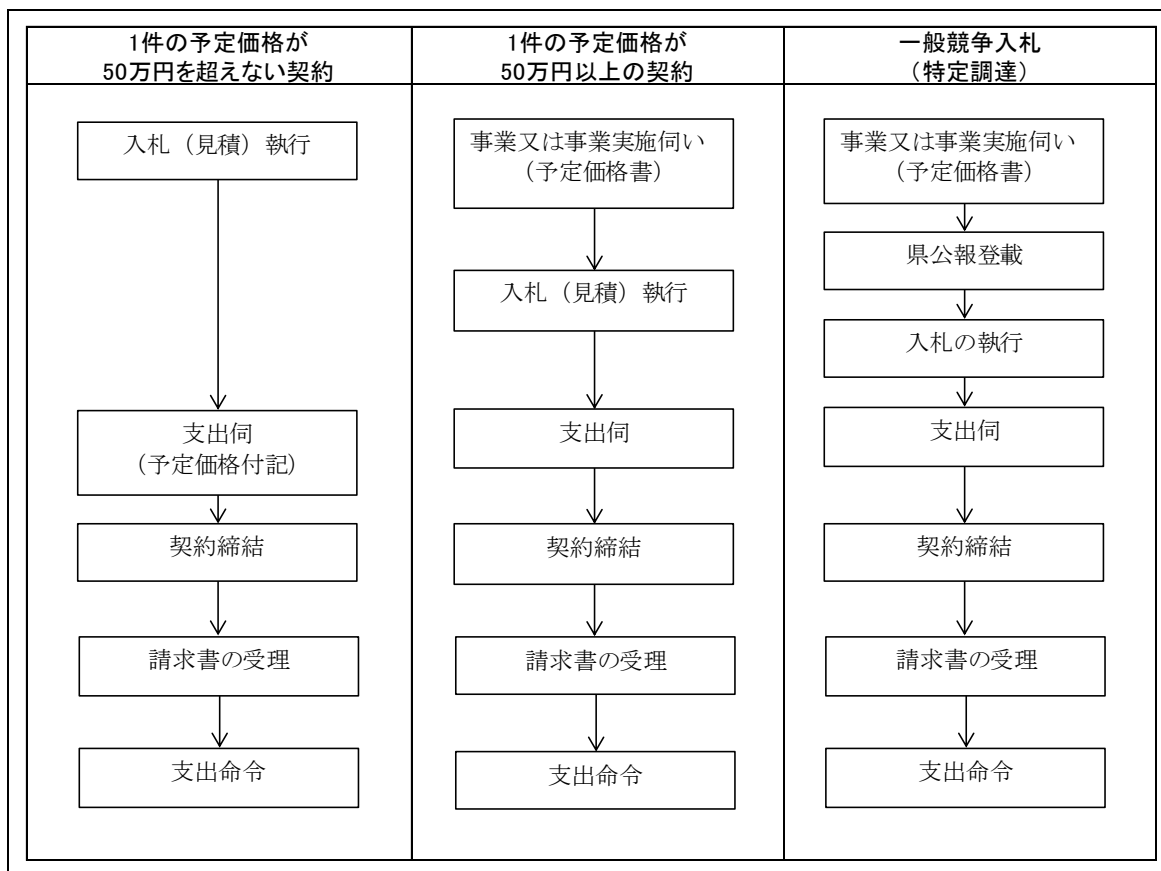 1件の予定価格が
50万円を超えない契約
入札（見積）執行
支出伺
（予定価格付記）
契約締結
請求書の受理
支出命令
1件の予定価格が
50万円以上の契約
事業又は事業実施伺い
（予定価格書）
入札（見積）執行
支出伺
契約締結
請求書の受理
支出命令
一般競争入札
（特定調達）
事業又は事業実施伺い
（予定価格書）
県公報登載
入札の執行
支出伺
契約締結
請求書の受理
支出命令